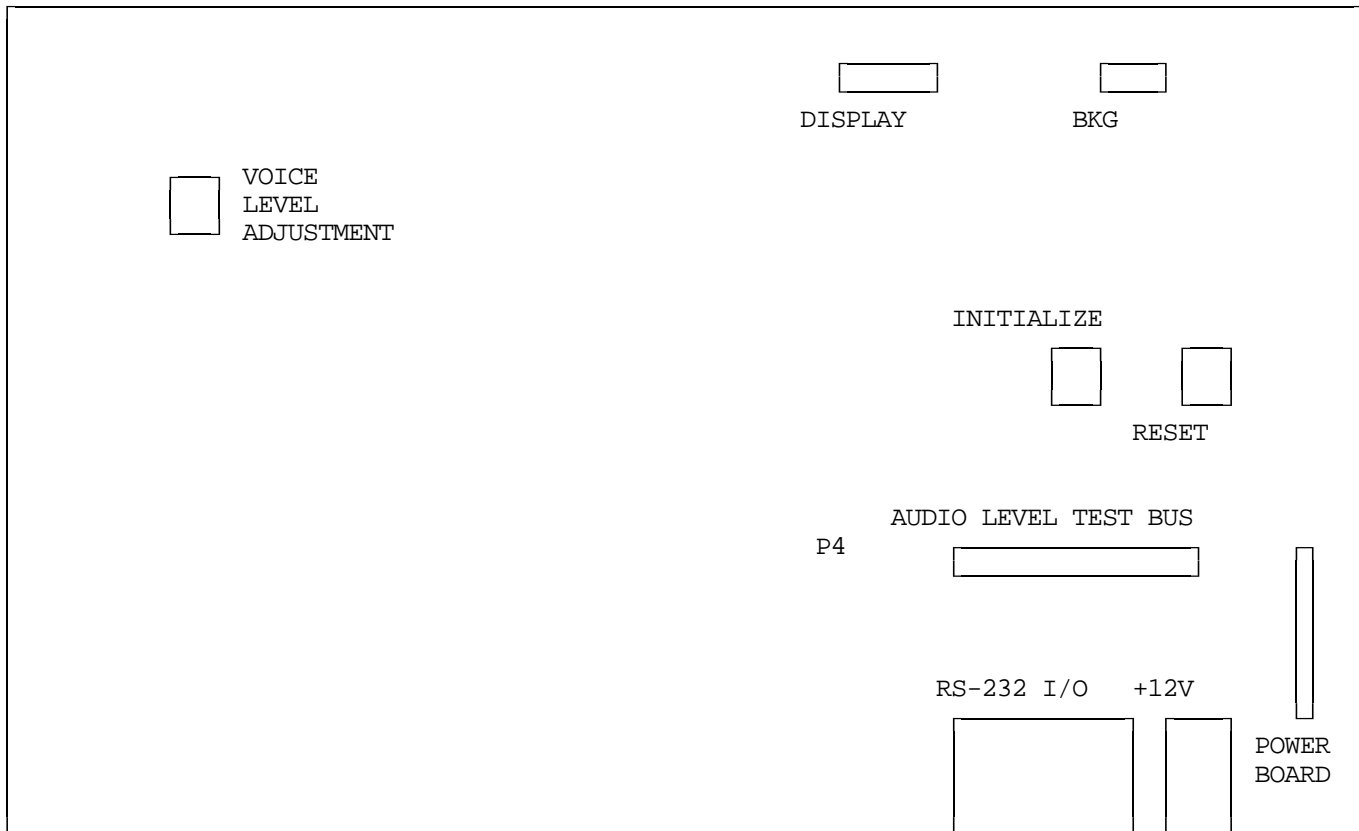 DISPLAY
BKG
VOICE
LEVEL
ADJUSTMENT
INITIALIZE
RESET
AUDIO LEVEL TEST BUS
P4
RS-232 I/O
+12V
POWER
BOARD